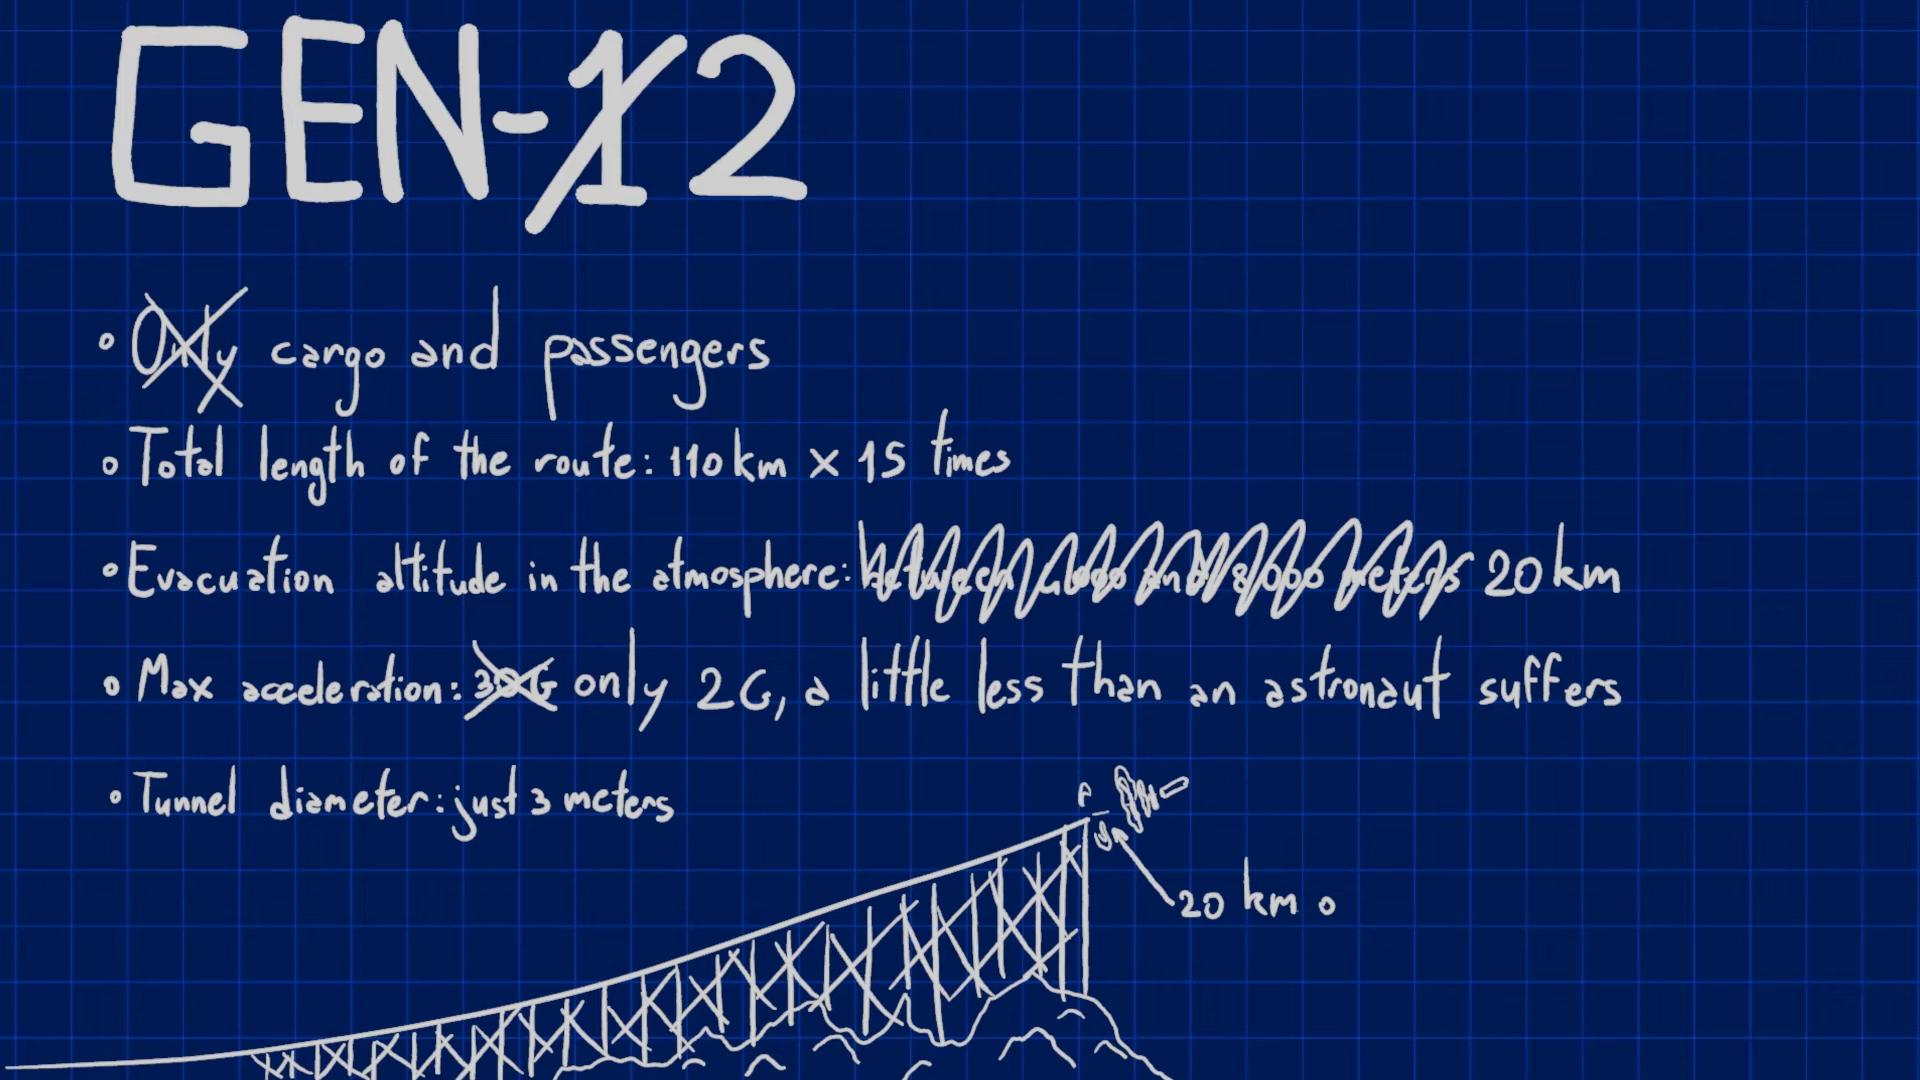 GEN-12
Only cargo and passengers
Total length of the route: 110 km × 15 times
Evacuation altitude in the atmosphere: between and 8,000 meters 20 km
Max acceleration: 30G only 2G, a little less than an astronaut suffers
Tunnel diameter: just 3 meters
20 km